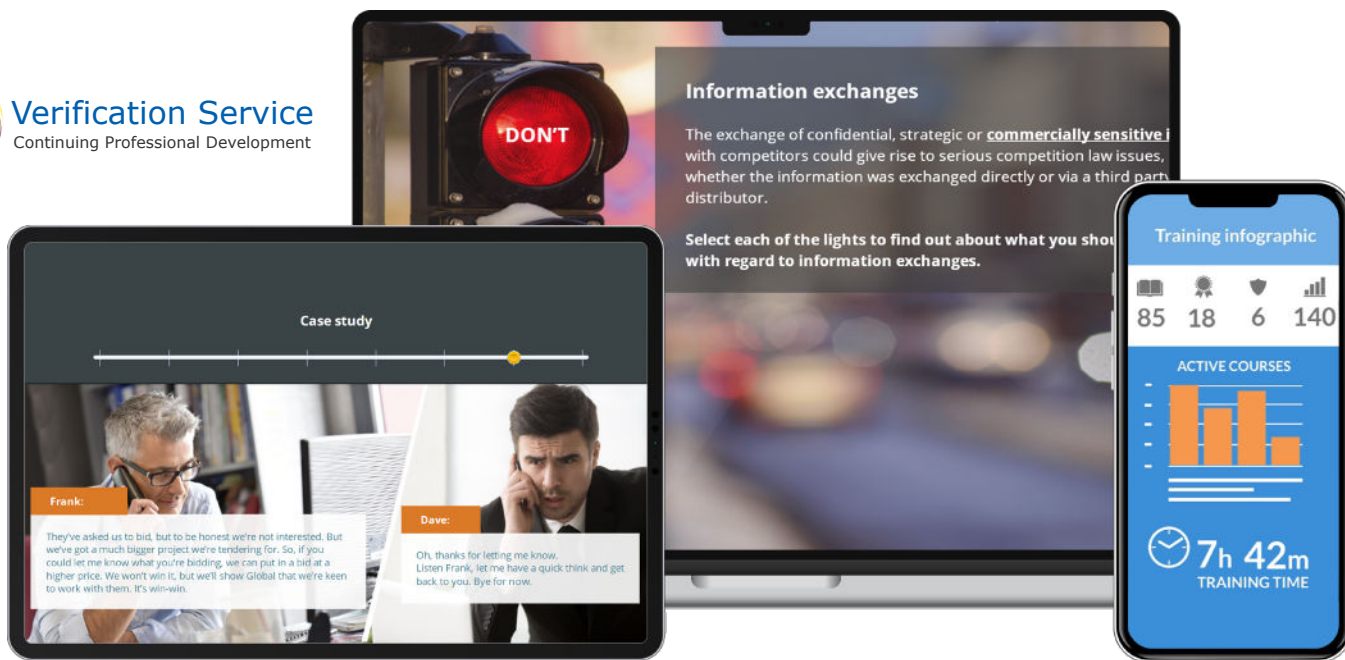 Verification Service
Continuing Professional Development
DON'T
Information exchanges
The exchange of confidential, strategic or commercially sensitive i
with competitors could give rise to serious competition law issues,
whether the information was exchanged directly or via a third party
distributor.
Select each of the lights to find out about what you shou
with regard to information exchanges.
Case study
Frank:
They've asked us to bid, but to be honest we're not interested. But
we've got a much bigger project we're tendering for. So, if you
could let me know what you're bidding, we can put in a bid at a
higher price. We won't win it, but we'll show Global that we're keen
to work with them. It's win-win.
Dave:
Oh, thanks for letting me know.
Listen Frank, let me have a quick think and get
back to you. Bye for now.
Training infographic
85 18 6 140
ACTIVE COURSES
7h 42m
TRAINING TIME